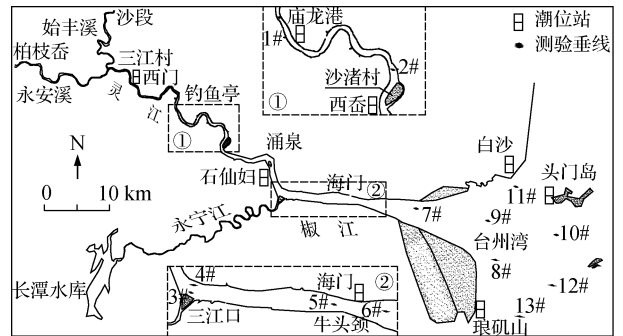 沙段
始丰溪
柏枝岙
三江村
西门
永安溪
灵江
钓鱼亭
①
庙龙港
1#
2#
沙渚村
西岙
①
潮位站
测验垂线
N
0 10 km
涌泉
石仙妇
海门
②
永宁江
椒江
长潭水库
白沙
头门岛
11#
7#
9#
10#
台州湾
8#
12#
13#
琅矶山
4#
3#
三江口
海门
②
5#
6#
牛头颈